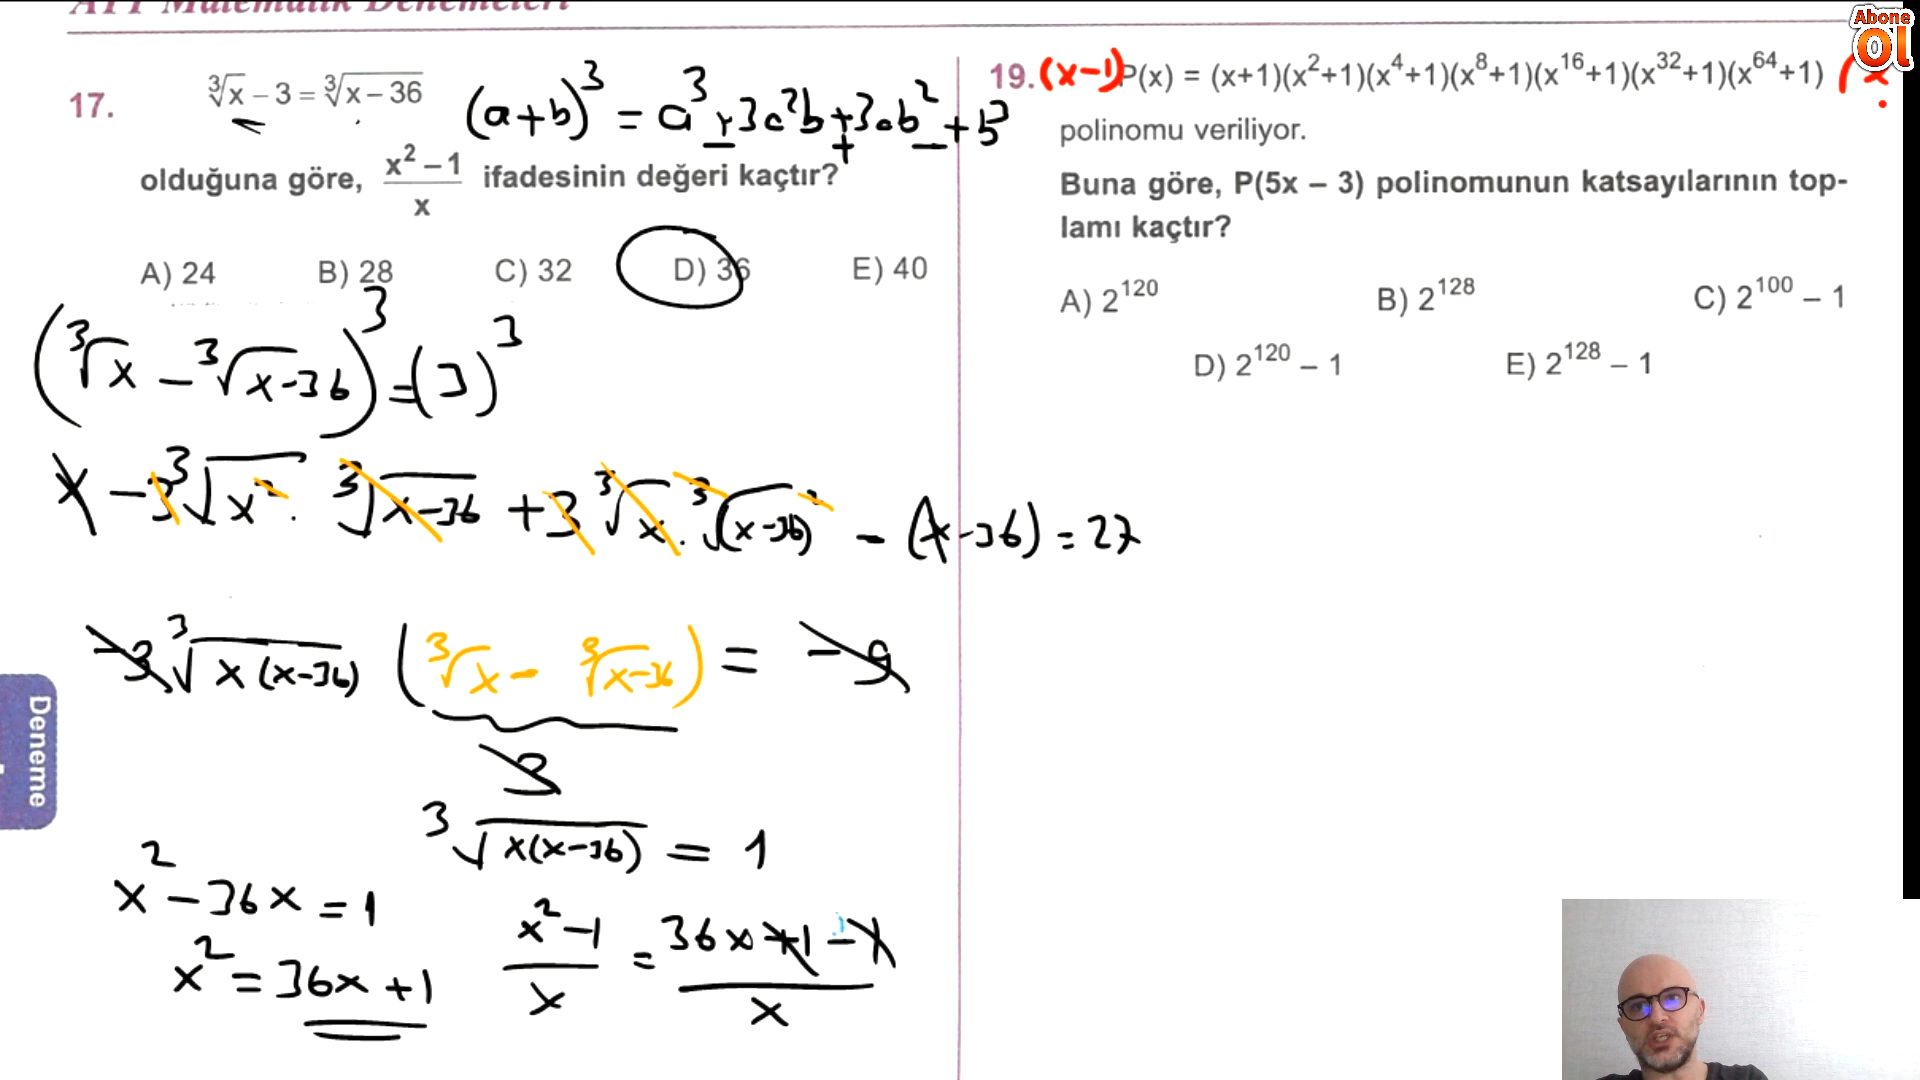 AYT Matematik Denemeleri
Abone
Ol
17. ∛x − 3 = ∛(x − 36)
(a+b)³ = a³ + 3a²b + 3ab² + b³
− + −
olduğuna göre, (x² − 1)/x ifadesinin değeri kaçtır?
A) 24 B) 28 C) 32 D) 36 E) 40
(∛x − ∛(x−36))³ = (3)³
x − 3∛x² · ∛(x−36) + 3∛x · ∛(x−36)² − (x−36) = 27
−3∛(x(x−36)) (∛x − ∛(x−36)) = −9
3
∛(x(x−36)) = 1
x² − 36x = 1
x² = 36x + 1
(x² − 1)/x = (36x + 1 − 1)/x
Deneme
19. (x−1) P(x) = (x+1)(x²+1)(x⁴+1)(x⁸+1)(x¹⁶+1)(x³²+1)(x⁶⁴+1) (x
polinomu veriliyor.
Buna göre, P(5x − 3) polinomunun katsayılarının top-
lamı kaçtır?
A) 2¹²⁰ B) 2¹²⁸ C) 2¹⁰⁰ − 1
D) 2¹²⁰ − 1 E) 2¹²⁸ − 1